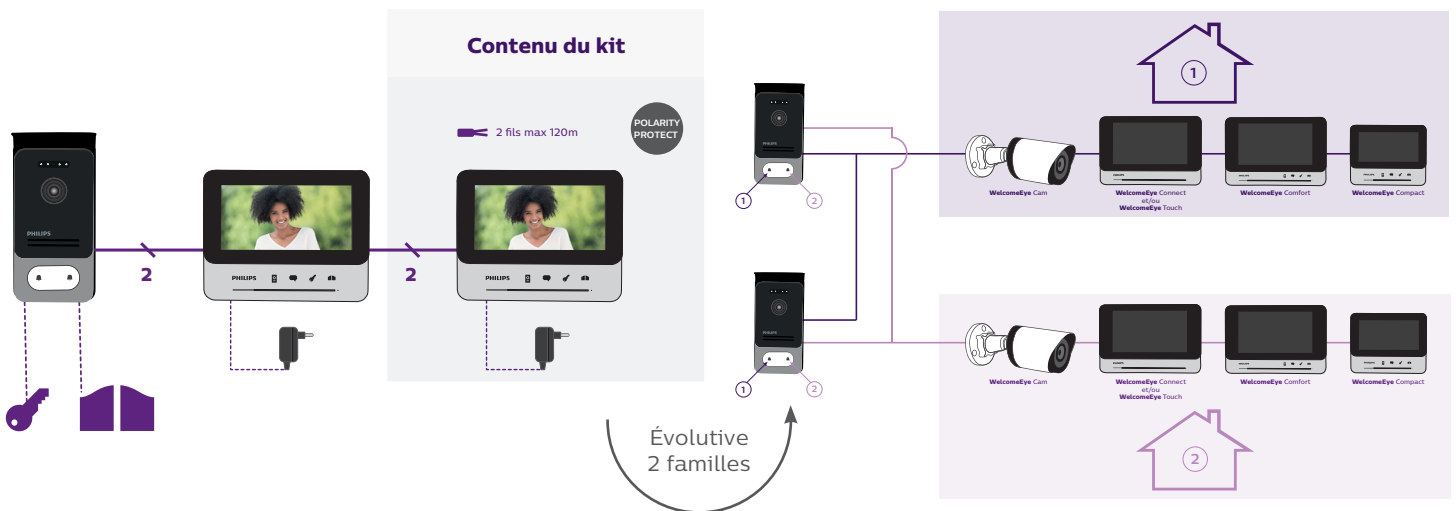 Contenu du kit
2 fils max 120m
POLARITY
PROTECT
PHILIPS
2
PHILIPS
2
PHILIPS
Évolutive
2 familles
PHILIPS
1
2
PHILIPS
1
2
1
WelcomeEye Cam
WelcomeEye Connect
et/ou
WelcomeEye Touch
WelcomeEye Comfort
WelcomeEye Compact
WelcomeEye Cam
WelcomeEye Connect
et/ou
WelcomeEye Touch
WelcomeEye Comfort
WelcomeEye Compact
2